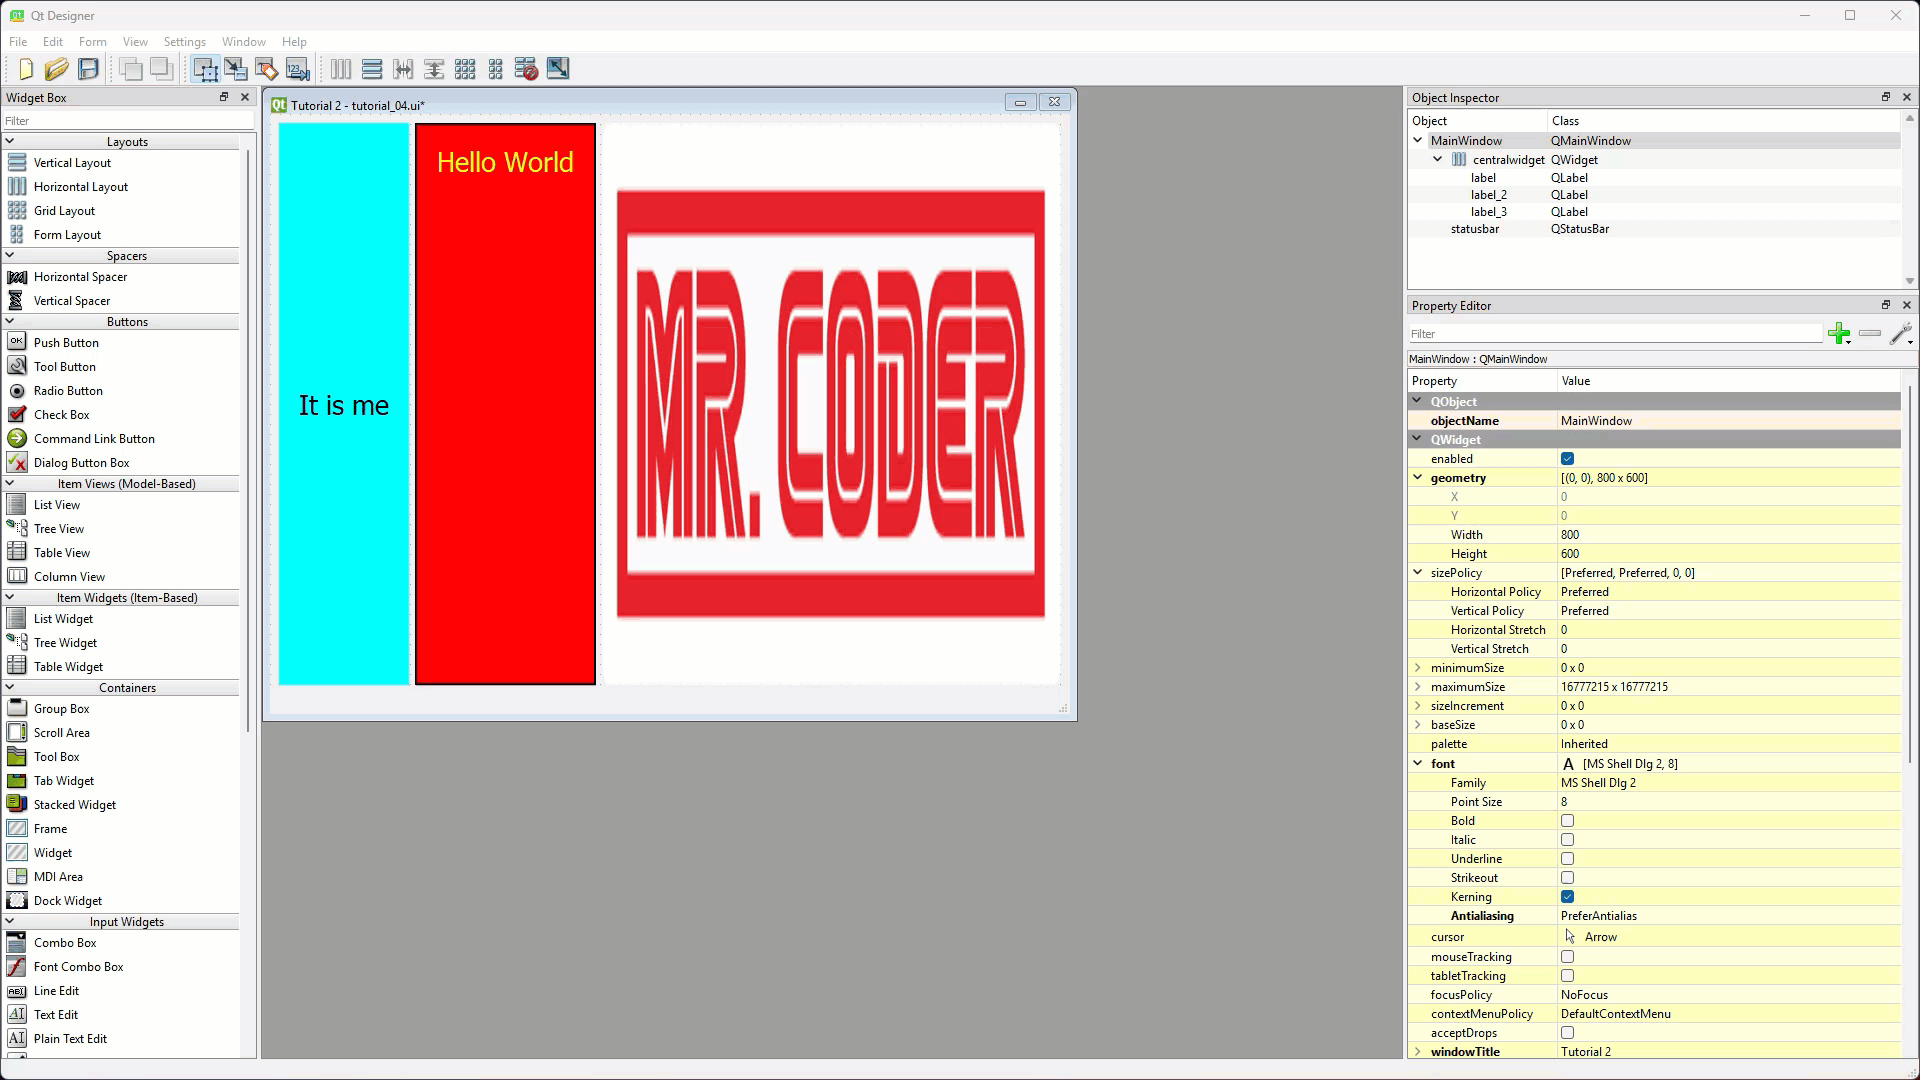 Qt Designer
File Edit Form View Settings Window Help
Widget Box
Filter
Layouts
Vertical Layout
Horizontal Layout
Grid Layout
Form Layout
Spacers
Horizontal Spacer
Vertical Spacer
Buttons
Push Button
Tool Button
Radio Button
Check Box
Command Link Button
Dialog Button Box
Item Views (Model-Based)
List View
Tree View
Table View
Column View
Item Widgets (Item-Based)
List Widget
Tree Widget
Table Widget
Containers
Group Box
Scroll Area
Tool Box
Tab Widget
Stacked Widget
Frame
Widget
MDI Area
Dock Widget
Input Widgets
Combo Box
Font Combo Box
Line Edit
Text Edit
Plain Text Edit
Qt Tutorial 2 - tutorial_04.ui*
It is me
Hello World
MR. CODER
Object Inspector
Object Class
MainWindow QMainWindow
centralwidget QWidget
label QLabel
label_2 QLabel
label_3 QLabel
statusbar QStatusBar
Property Editor
Filter
MainWindow : QMainWindow
Property Value
QObject
objectName MainWindow
QWidget
enabled
geometry [(0, 0), 800 x 600]
X 0
Y 0
Width 800
Height 600
sizePolicy [Preferred, Preferred, 0, 0]
Horizontal Policy Preferred
Vertical Policy Preferred
Horizontal Stretch 0
Vertical Stretch 0
minimumSize 0 x 0
maximumSize 16777215 x 16777215
sizeIncrement 0 x 0
baseSize 0 x 0
palette Inherited
font A [MS Shell Dlg 2, 8]
Family MS Shell Dlg 2
Point Size 8
Bold
Italic
Underline
Strikeout
Kerning
Antialiasing PreferAntialias
cursor Arrow
mouseTracking
tabletTracking
focusPolicy NoFocus
contextMenuPolicy DefaultContextMenu
acceptDrops
windowTitle Tutorial 2